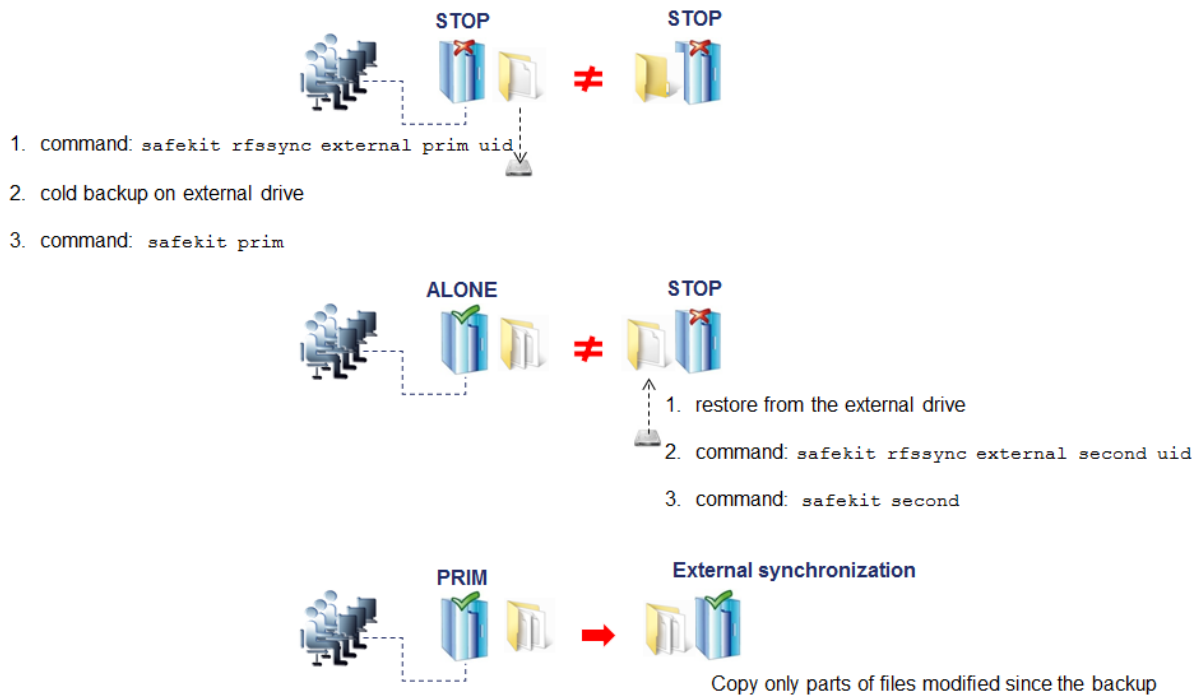 STOP STOP
1. command: safekit rfssync external prim uid
2. cold backup on external drive
3. command: safekit prim
ALONE STOP
1. restore from the external drive
2. command: safekit rfssync external second uid
3. command: safekit second
PRIM External synchronization
Copy only parts of files modified since the backup